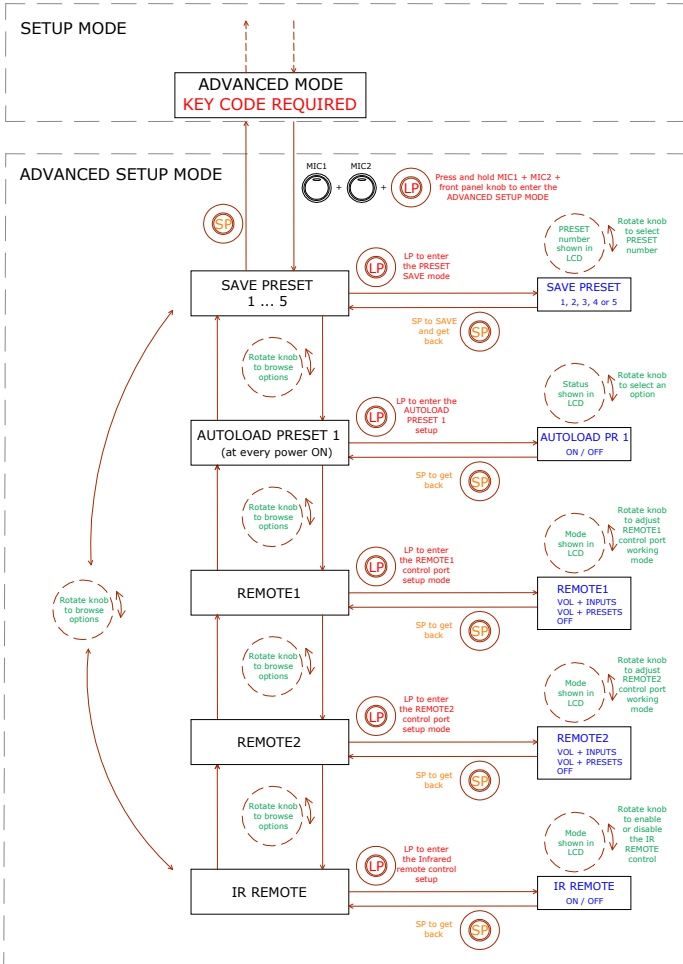 SETUP MODE
ADVANCED MODE
KEY CODE REQUIRED
ADVANCED SETUP MODE
MIC1
MIC2
+
+
LP
Press and hold MIC1 + MIC2 +
front panel knob to enter the
ADVANCED SETUP MODE
SP
SAVE PRESET
1 ... 5
LP
LP to enter
the PRESET
SAVE mode
SP to SAVE
and get
back
SP
PRESET
number
shown in
LCD
Rotate knob
to select
PRESET
number
SAVE PRESET
1, 2, 3, 4 or 5
Rotate knob
to browse
options
AUTOLOAD PRESET 1
(at every power ON)
LP
LP to enter the
AUTOLOAD
PRESET 1
setup
SP to get
back
SP
Status
shown in
LCD
Rotate knob
to select an
option
AUTOLOAD PR 1
ON / OFF
Rotate knob
to browse
options
REMOTE1
LP
LP to enter
the REMOTE1
control port
setup mode
SP to get
back
SP
Mode
shown in
LCD
Rotate knob
to adjust
REMOTE1
control port
working
mode
REMOTE1
VOL + INPUTS
VOL + PRESETS
OFF
Rotate knob
to browse
options
Rotate knob
to browse
options
REMOTE2
LP
LP to enter
the REMOTE2
control port
setup mode
SP to get
back
SP
Mode
shown in
LCD
Rotate knob
to adjust
REMOTE2
control port
working
mode
REMOTE2
VOL + INPUTS
VOL + PRESETS
OFF
Rotate knob
to browse
options
IR REMOTE
LP
LP to enter
the Infrared
remote control
setup
SP to get
back
SP
Mode
shown in
LCD
Rotate knob
to enable
or disable
the IR
REMOTE
control
IR REMOTE
ON / OFF